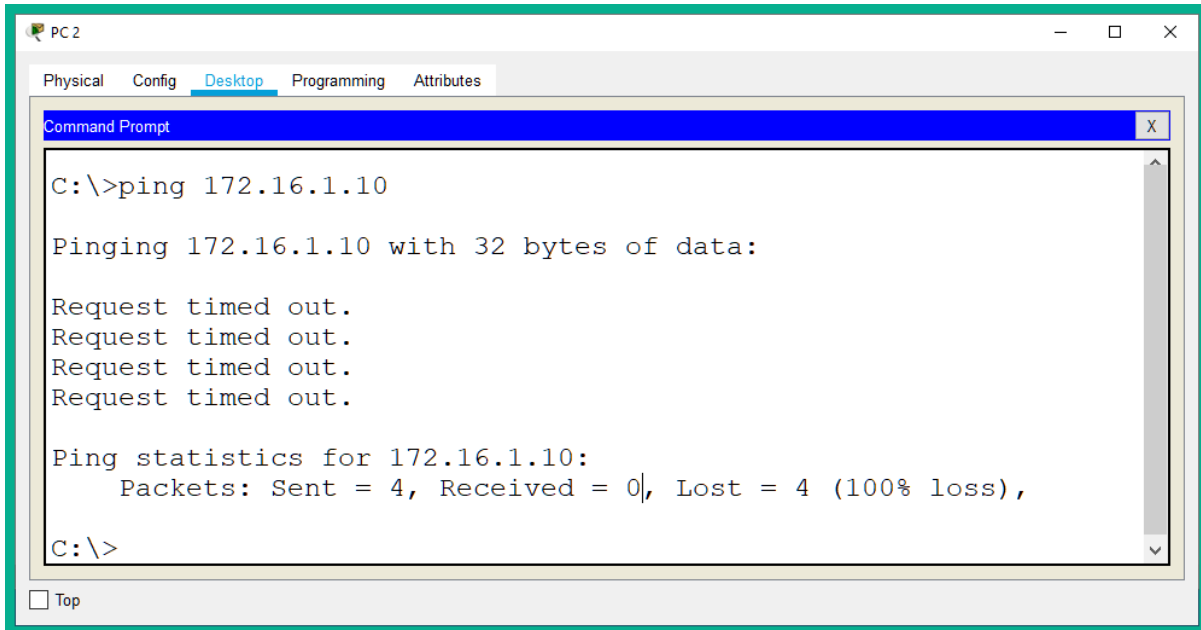 PC 2
Physical Config Desktop Programming Attributes
Command Prompt X
C:\>ping 172.16.1.10
Pinging 172.16.1.10 with 32 bytes of data:
Request timed out.
Request timed out.
Request timed out.
Request timed out.
Ping statistics for 172.16.1.10:
Packets: Sent = 4, Received = 0, Lost = 4 (100% loss),
C:\>
Top